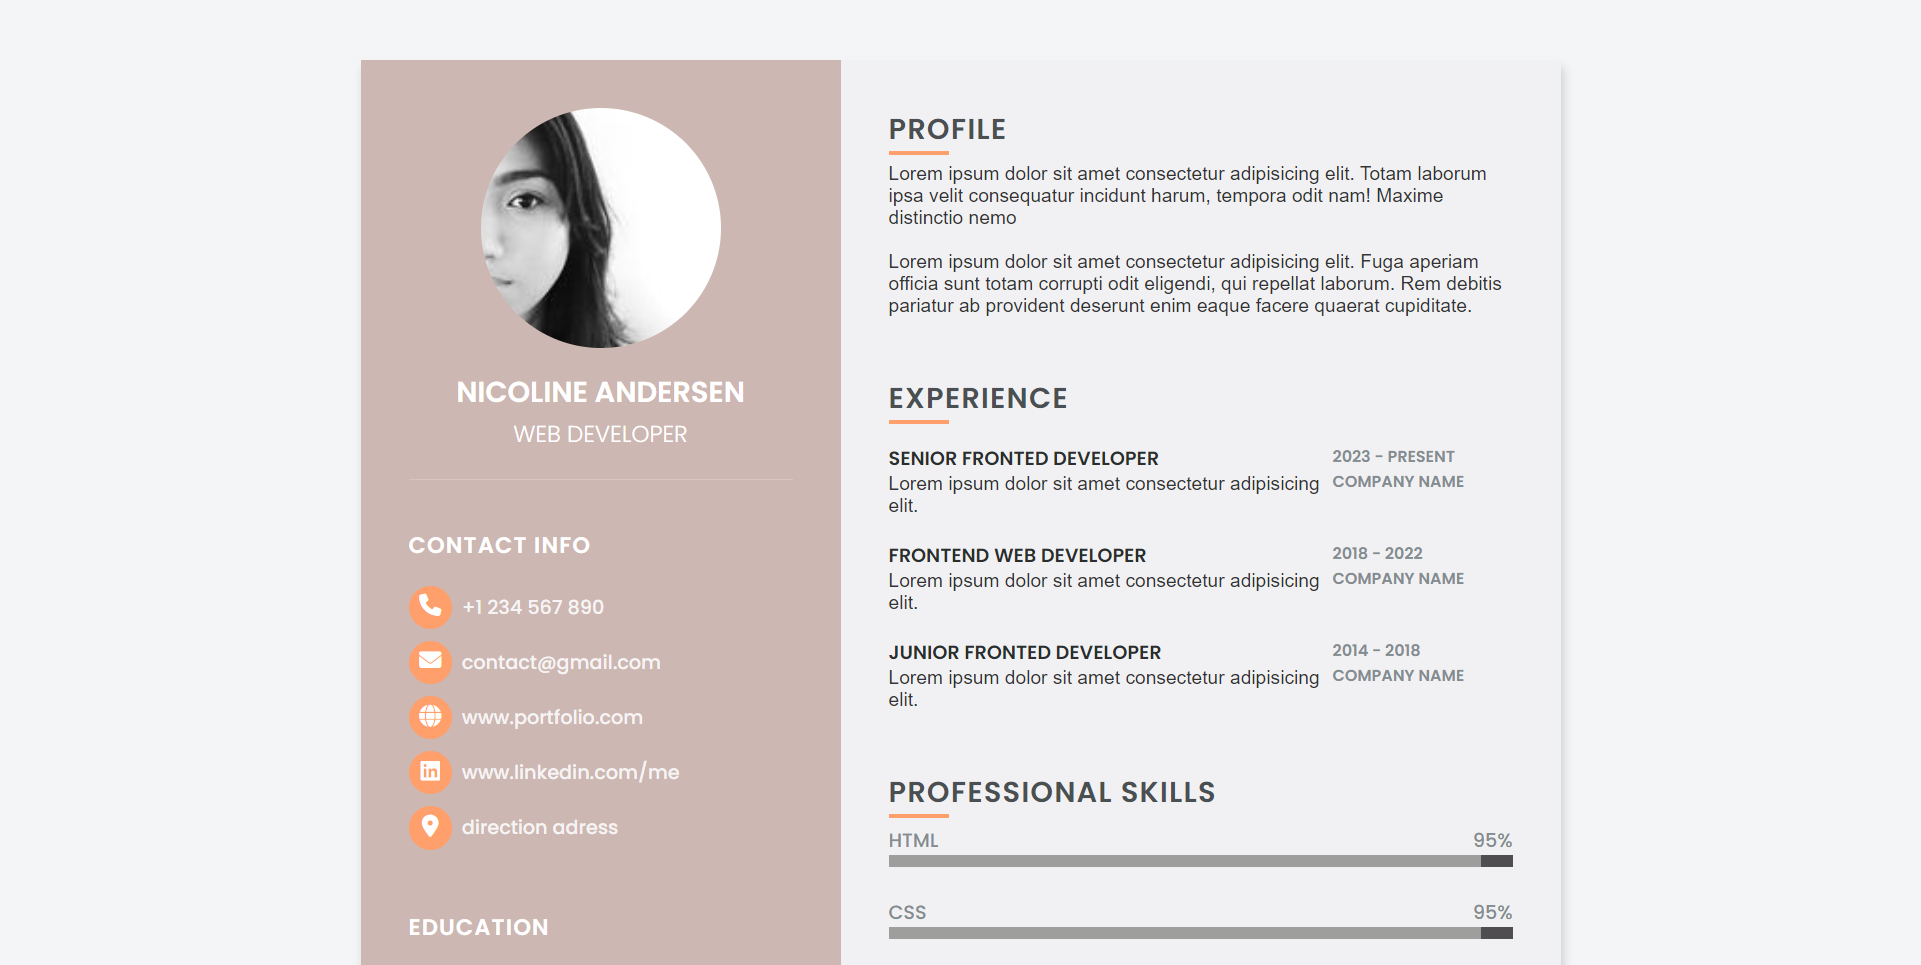 NICOLINE ANDERSEN
WEB DEVELOPER
CONTACT INFO
+1 234 567 890
contact@gmail.com
www.portfolio.com
in
www.linkedin.com/me
direction adress
EDUCATION
PROFILE
Lorem ipsum dolor sit amet consectetur adipisicing elit. Totam laborum
ipsa velit consequatur incidunt harum, tempora odit nam! Maxime
distinctio nemo
Lorem ipsum dolor sit amet consectetur adipisicing elit. Fuga aperiam
officia sunt totam corrupti odit eligendi, qui repellat laborum. Rem debitis
pariatur ab provident deserunt enim eaque facere quaerat cupiditate.
EXPERIENCE
SENIOR FRONTED DEVELOPER
Lorem ipsum dolor sit amet consectetur adipisicing
elit.
2023 - PRESENT
COMPANY NAME
FRONTEND WEB DEVELOPER
Lorem ipsum dolor sit amet consectetur adipisicing
elit.
2018 - 2022
COMPANY NAME
JUNIOR FRONTED DEVELOPER
Lorem ipsum dolor sit amet consectetur adipisicing
elit.
2014 - 2018
COMPANY NAME
PROFESSIONAL SKILLS
HTML 95%
CSS 95%